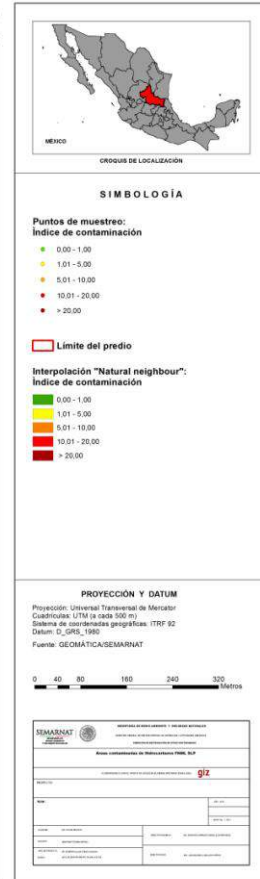 MÉXICO
CROQUIS DE LOCALIZACIÓN
SIMBOLOGÍA
Puntos de muestreo:
Índice de contaminación
0,00 - 1,00
1,01 - 5,00
5,01 - 10,00
10,01 - 20,00
> 20,00
Límite del predio
Interpolación "Natural neighbour":
Índice de contaminación
0,00 - 1,00
1,01 - 5,00
5,01 - 10,00
10,01 - 20,00
> 20,00
PROYECCIÓN Y DATUM
Proyección: Universal Transversal de Mercator
Cuadrículas: UTM (a cada 500 m)
Sistema de coordenadas geográficas: ITRF 92
Datum: D_GRS_1980
Fuente: GEOMÁTICA/SEMARNAT
0 40 80 160 240 320
Metros
SEMARNAT
Áreas contaminadas de Hidrocarburos
giz